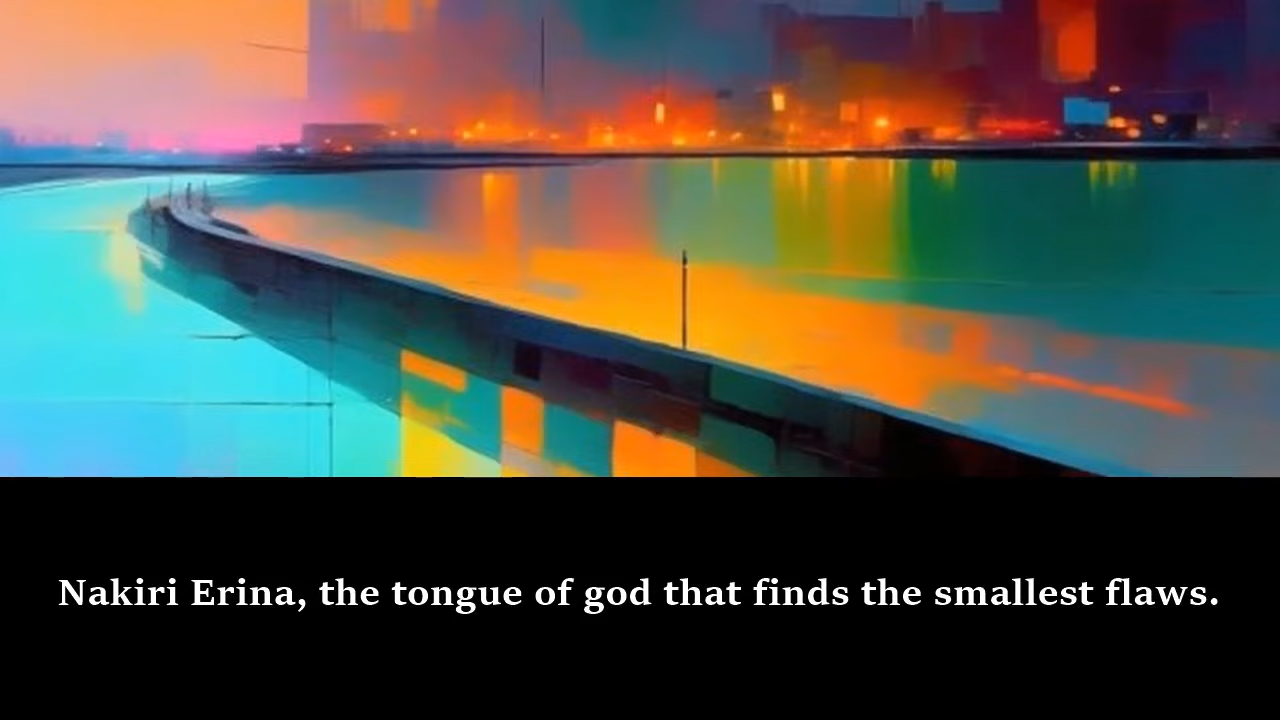 Nakiri Erina, the tongue of god that finds the smallest flaws.